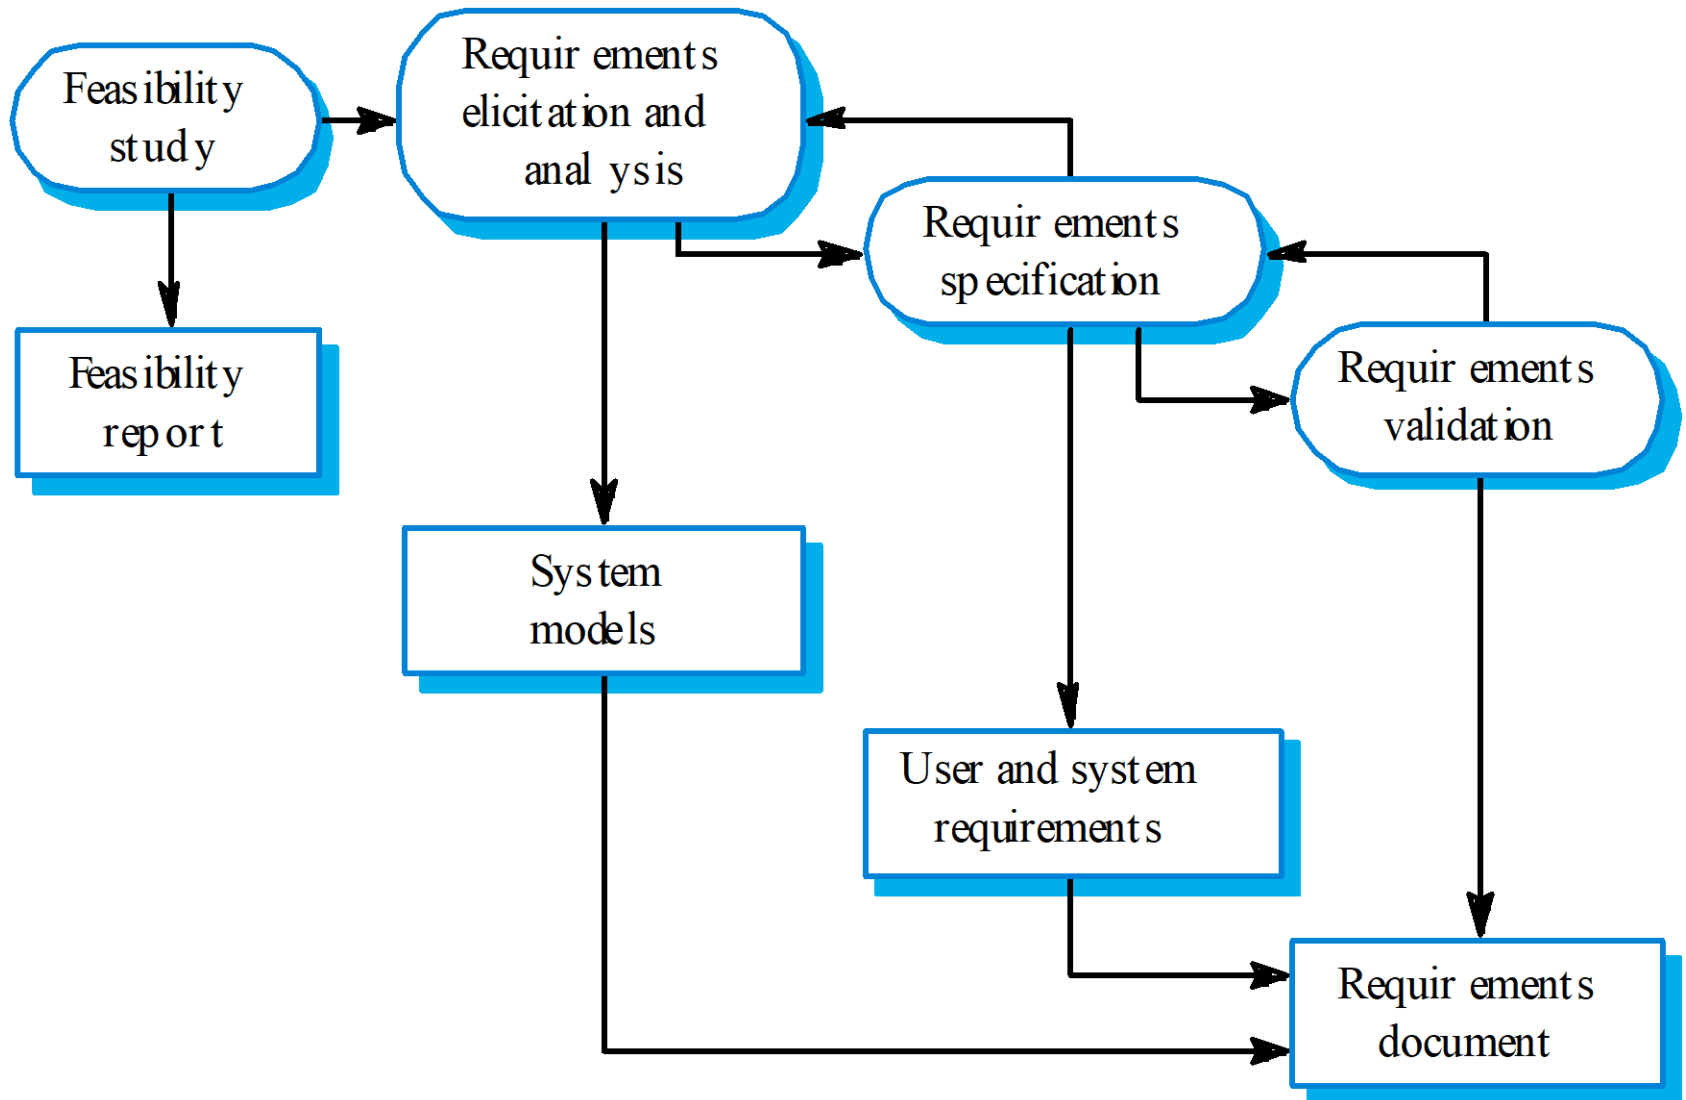 Feasibility
study
Requirements
elicitation and
analysis
Requirements
specification
Requirements
validation
Feasibility
report
System
models
User and system
requirements
Requirements
document